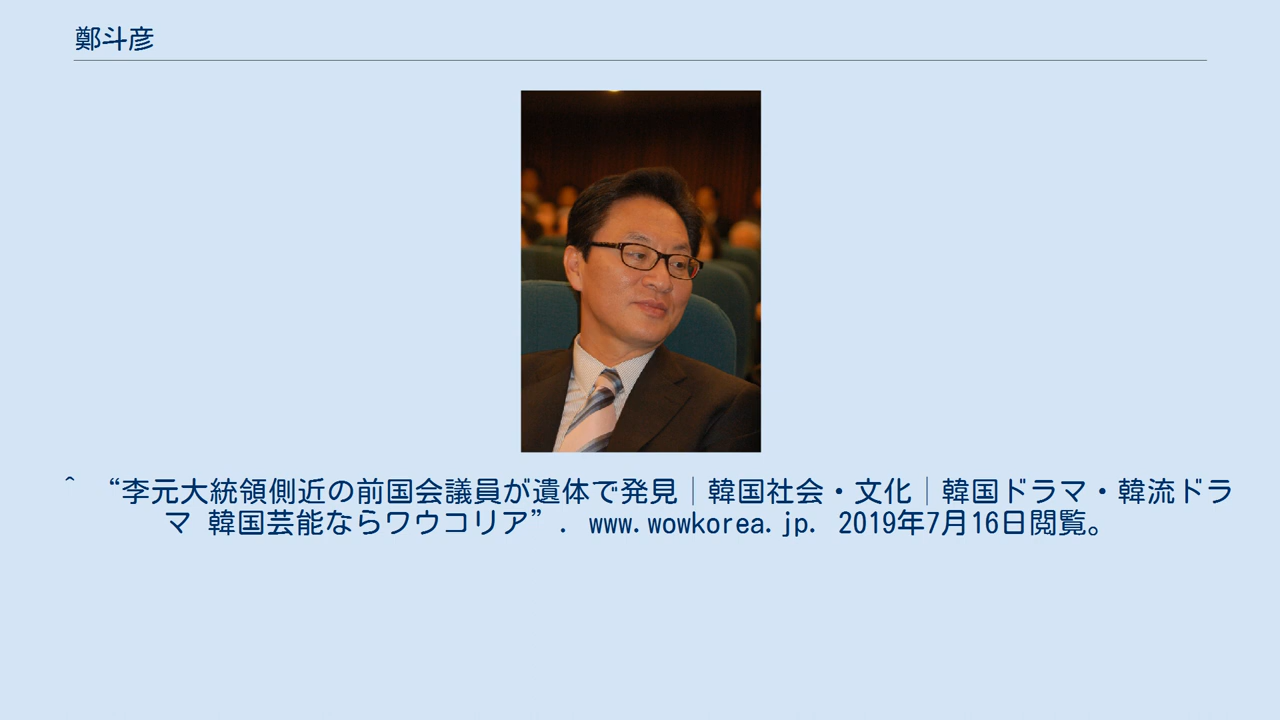 鄭斗彦
^ “李元大統領側近の前国会議員が遺体で発見│韓国社会・文化│韓国ドラマ・韓流ドラ
マ 韓国芸能ならワウコリア”. www.wowkorea.jp. 2019年7月16日閲覧。